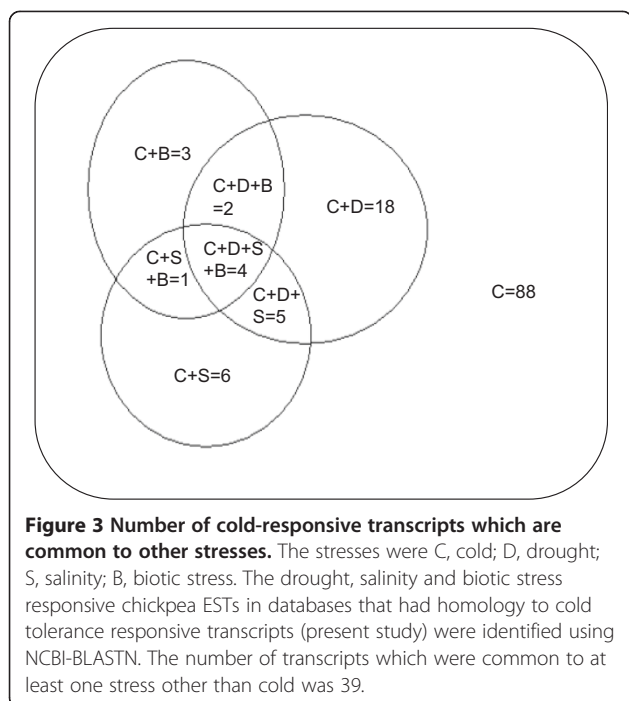 C+B=3
C+D+B
=2
C+D=18
C+S
+B=1
C+D+S
+B=4
C+D+
S=5
C=88
C+S=6
Figure 3 Number of cold-responsive transcripts which are
common to other stresses. The stresses were C, cold; D, drought;
S, salinity; B, biotic stress. The drought, salinity and biotic stress
responsive chickpea ESTs in databases that had homology to cold
tolerance responsive transcripts (present study) were identified using
NCBI-BLASTN. The number of transcripts which were common to at
least one stress other than cold was 39.